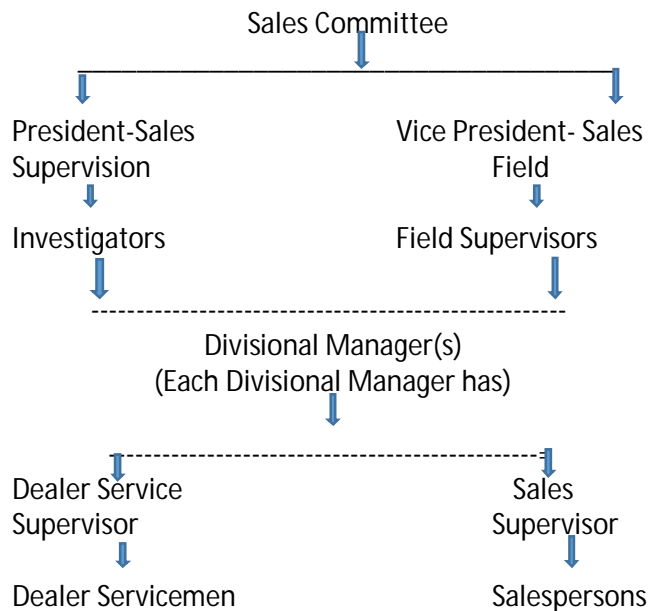 Sales Committee
President-Sales
Supervision
Vice President- Sales
Field
Investigators
Field Supervisors
Divisional Manager(s)
(Each Divisional Manager has)
Dealer Service
Supervisor
Sales
Supervisor
Dealer Servicemen
Salespersons